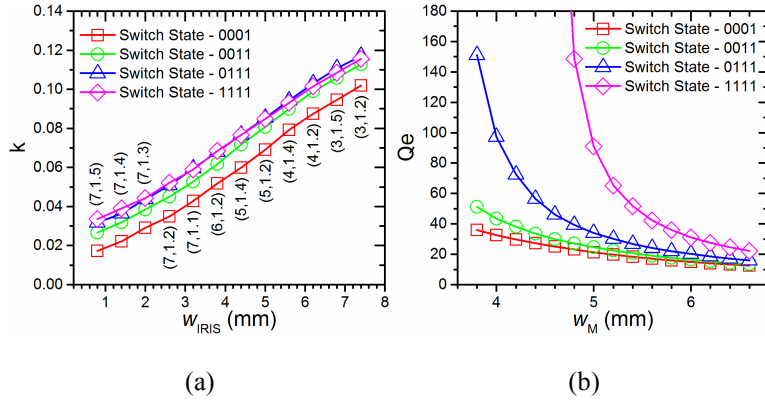 a
0.14
0.12
0.10
0.08
0.06
0.04
0.02
0.00
k
Switch State - 0001
Switch State - 0011
Switch State - 0111
Switch State - 1111
(7,1.5)
(7,1.4)
(7,1.3)
(7,1.2)
(7,1.1)
(6,1.2)
(5,1.4)
(5,1.2)
(4,1.4)
(4,1.2)
(3,1.5)
(3,1.2)
1 2 3 4 5 6 7 8
wIRIS (mm)
(a)
b
180
160
140
120
100
80
60
40
20
0
Qe
Switch State - 0001
Switch State - 0011
Switch State - 0111
Switch State - 1111
4 5 6
wM (mm)
(b)